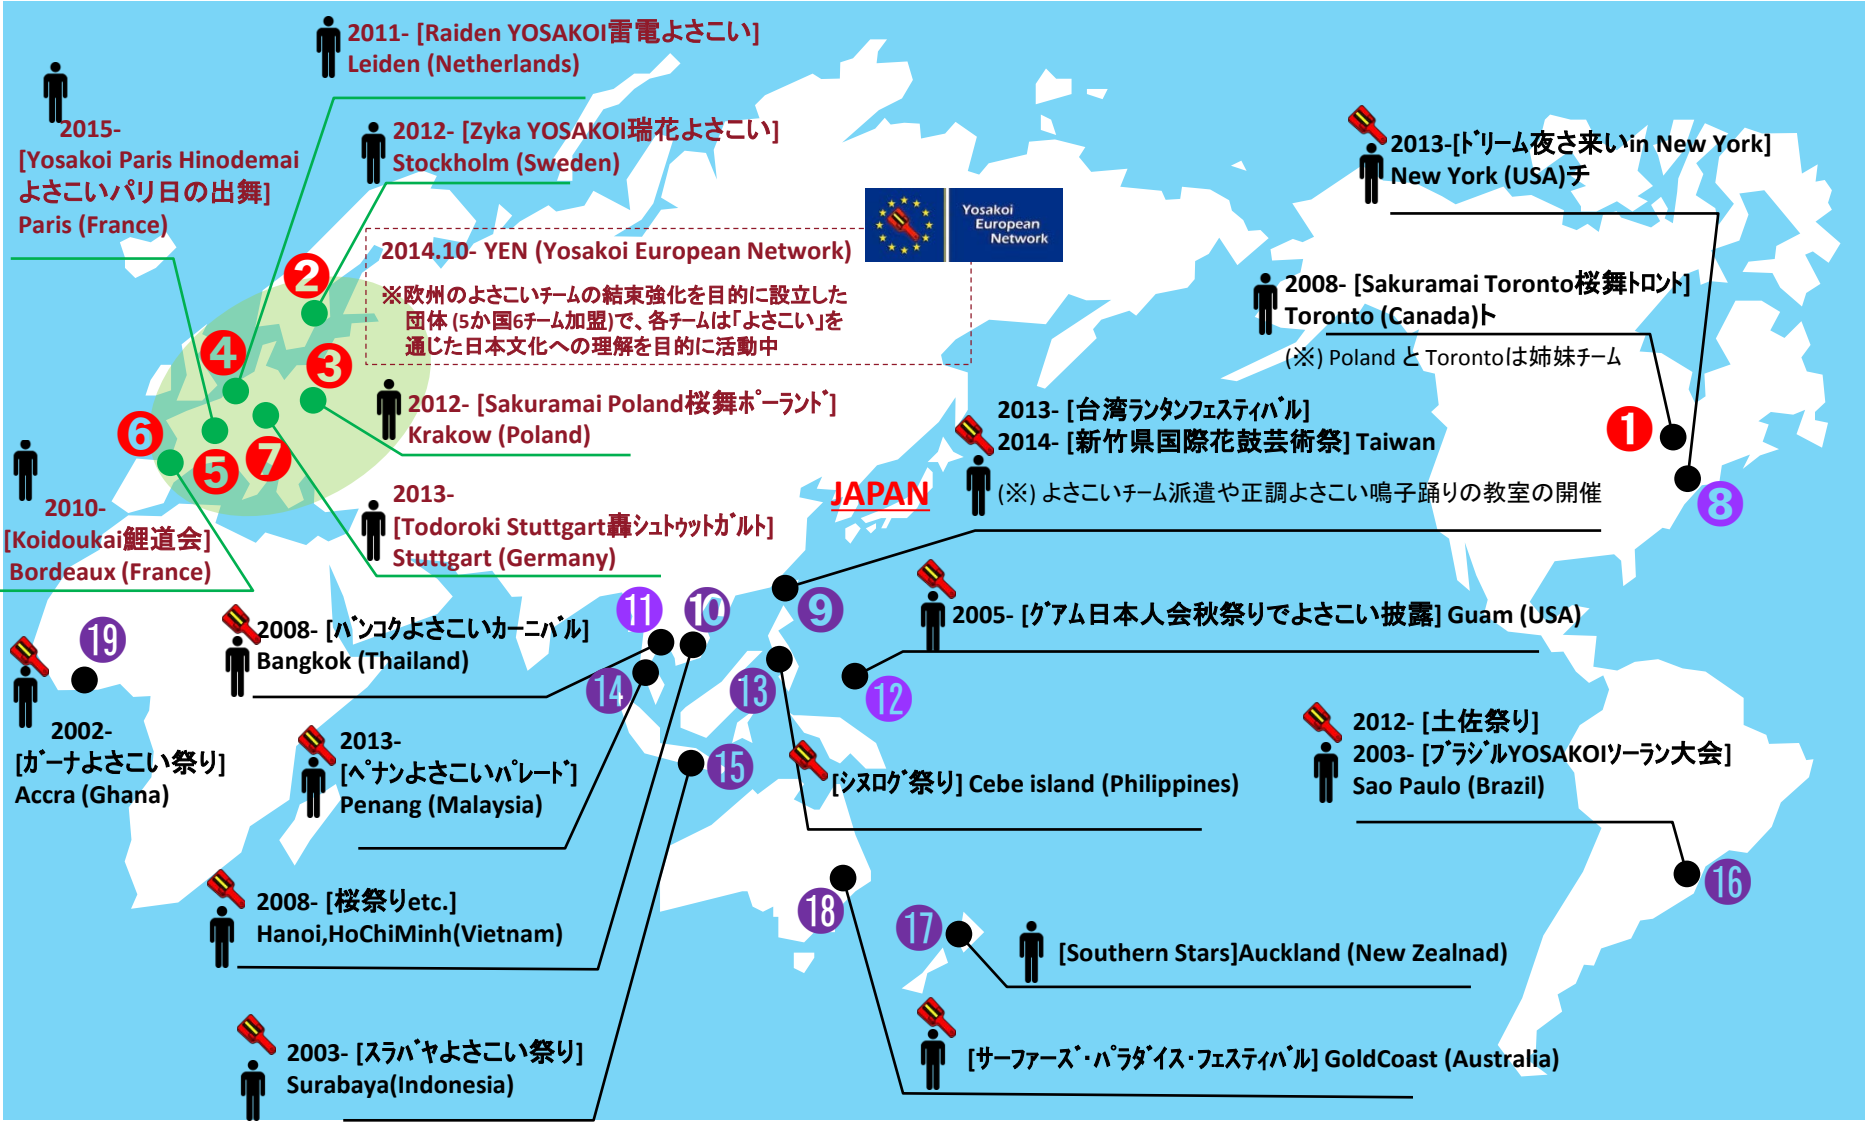 2011- [Raiden YOSAKOI雷電よさこい]
Leiden (Netherlands)
2015-
[Yosakoi Paris Hinodemai
よさこいパリ日の出舞]
Paris (France)
2012- [Zyka YOSAKOI瑞花よさこい]
Stockholm (Sweden)
2014.10- YEN (Yosakoi European Network)
※欧州のよさこいﾁｰﾑの結束強化を目的に設立した
団体 (5か国6ﾁｰﾑ加盟)で、各ﾁｰﾑは「よさこい」を
通じた日本文化への理解を目的に活動中
Yosakoi
European
Network
2013-[ﾄﾞﾘｰﾑ夜さ来いin New York]
New York (USA)チ
2008- [Sakuramai Toronto桜舞ﾄﾛﾝﾄ]
Toronto (Canada)ト
(※) Poland と Torontoは姉妹ﾁｰﾑ
2012- [Sakuramai Poland桜舞ﾎﾟｰﾗﾝﾄﾞ]
Krakow (Poland)
2013- [台湾ﾗﾝﾀﾝﾌｪｽﾃｨﾊﾞﾙ]
2014- [新竹県国際花鼓芸術祭] Taiwan
(※) よさこいﾁｰﾑ派遣や正調よさこい鳴子踊りの教室の開催
JAPAN
2010-
[Koidoukai鯉道会]
Bordeaux (France)
2013-
[Todoroki Stuttgart轟ｼｭﾄｩｯﾄｶﾞﾙﾄ]
Stuttgart (Germany)
2005- [ｸﾞｱﾑ日本人会秋祭りでよさこい披露] Guam (USA)
2008- [ﾊﾞﾝｺｸよさこいｶｰﾆﾊﾞﾙ]
Bangkok (Thailand)
2002-
[ｶﾞｰﾅよさこい祭り]
Accra (Ghana)
2013-
[ﾍﾟﾅﾝよさこいﾊﾟﾚｰﾄﾞ]
Penang (Malaysia)
[ｼﾇﾛｸﾞ祭り] Cebe island (Philippines)
2012- [土佐祭り]
2003- [ﾌﾞﾗｼﾞﾙYOSAKOIｿｰﾗﾝ大会]
Sao Paulo (Brazil)
2008- [桜祭りetc.]
Hanoi,HoChiMinh(Vietnam)
[Southern Stars]Auckland (New Zealnad)
2003- [ｽﾗﾊﾞﾔよさこい祭り]
Surabaya(Indonesia)
[ｻｰﾌｧｰｽﾞ･ﾊﾟﾗﾀﾞｲｽ･ﾌｪｽﾃｨﾊﾞﾙ] GoldCoast (Australia)
❶
❷
❸
❹
❺
❻
❼
❽
❾
❿
⓫
⓬
⓭
⓮
⓯
⓰
⓱
⓲
⓳